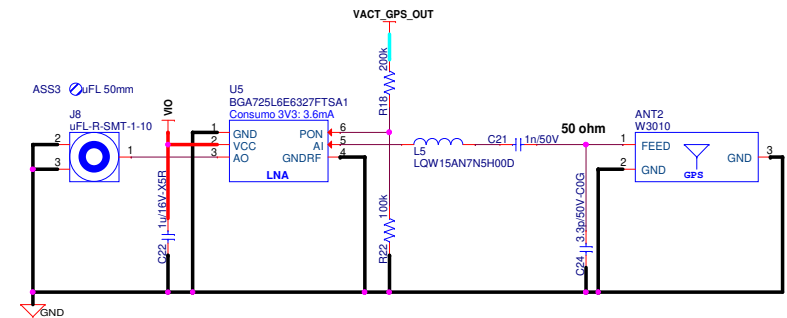 VACT_GPS_OUT
200k
R18
ASS3 uFL 50mm
J8
uFL-R-SMT-1-10
2
3
1
VIO
1u/16V-X5R
C22
U5
BGA725L6E6327FTSA1
Consumo 3V3: 3.6mA
1 GND PON 6
2 VCC AI 5
3 AO GNDRF 4
LNA
100k
R22
L5
LQW15AN7N5H00D
C21 1n/50V
50 ohm
3.3p/50V-C0G
C24
ANT2
W3010
1 FEED
2 GND
GND 3
GPS
GND